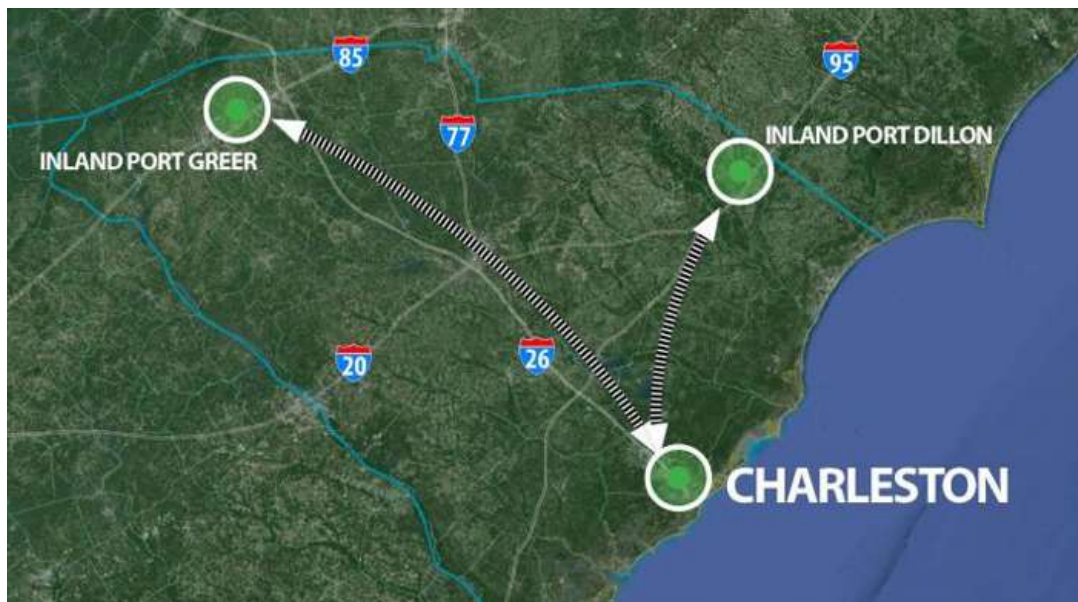 85
95
77
INLAND PORT DILLON
INLAND PORT GREER
26
20
CHARLESTON